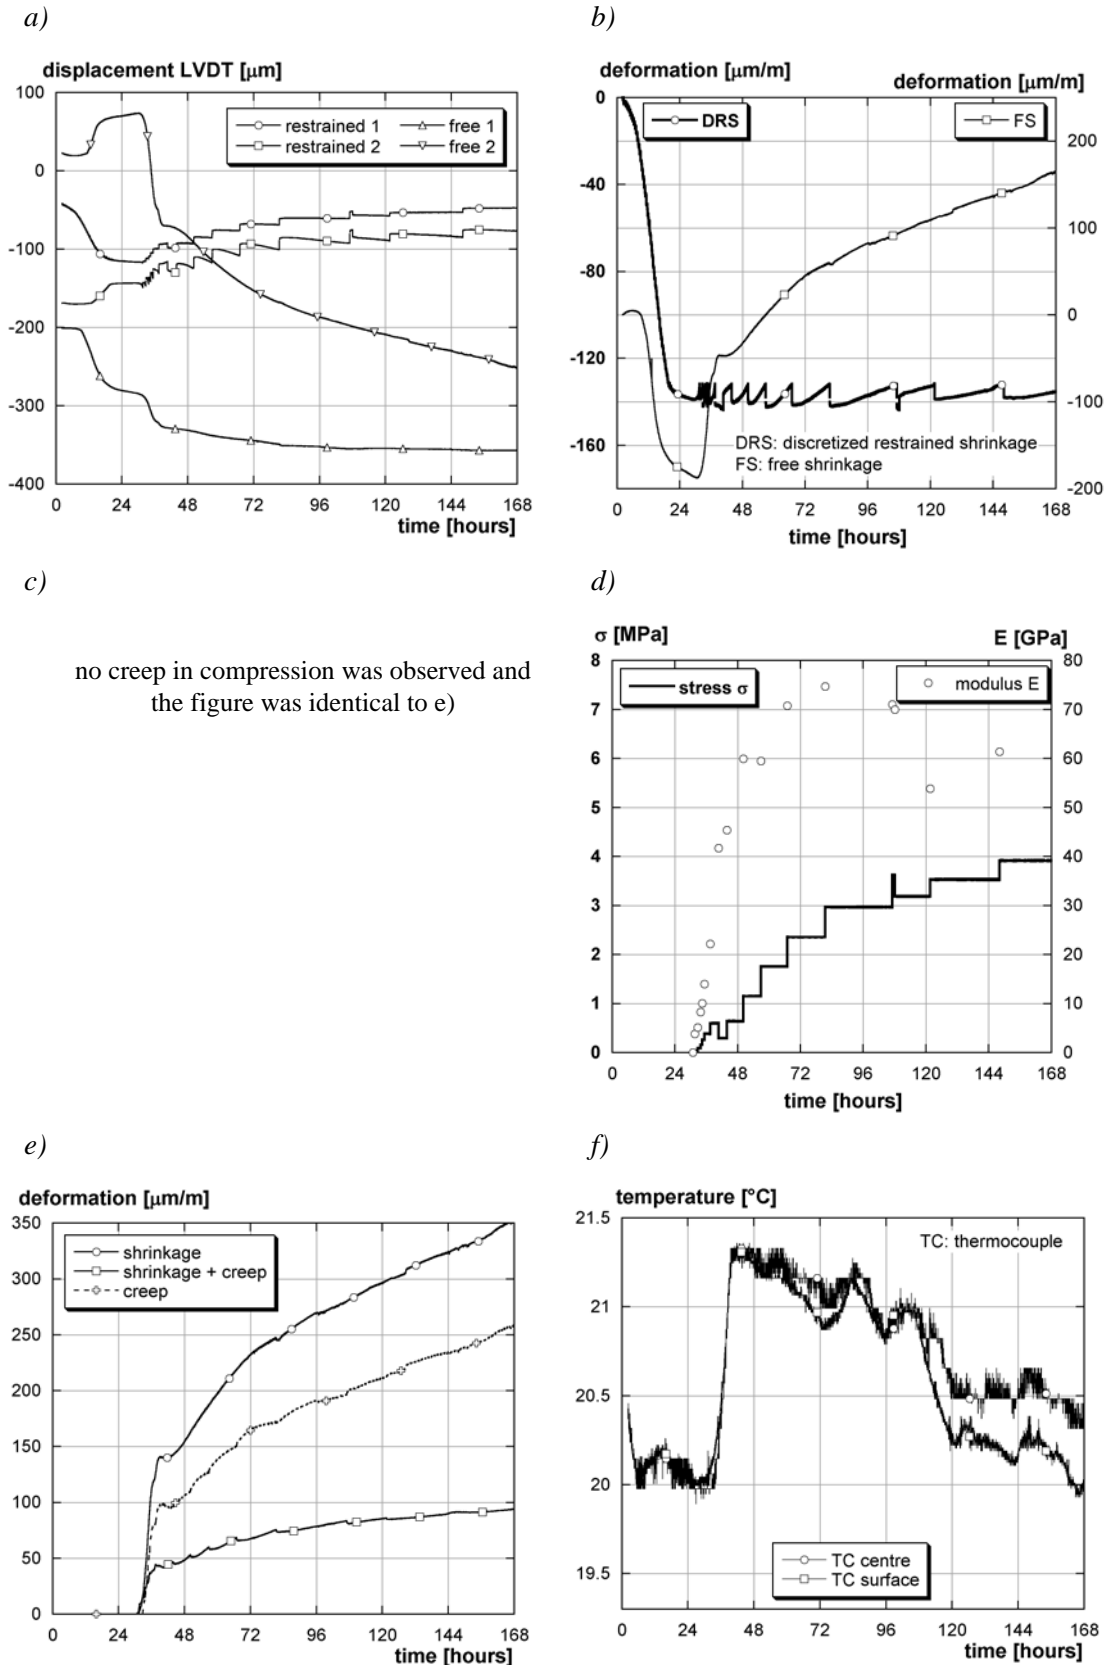 a)
displacement LVDT [μm]
100
0
-100
-200
-300
-400
0 24 48 72 96 120 144 168
time [hours]
restrained 1 free 1
restrained 2 free 2
b)
deformation [μm/m]
deformation [μm/m]
0
-40
-80
-100
-120
-160
200
100
0
-100
-200
DRS
FS
DRS: discretized restrained shrinkage
FS: free shrinkage
0 24 48 72 96 120 144 168
time [hours]
c)
no creep in compression was observed and
the figure was identical to e)
d)
σ [MPa]
E [GPa]
8
7
6
5
4
3
2
1
0
80
70
60
50
40
30
20
10
0
stress σ
modulus E
0 24 48 72 96 120 144 168
time [hours]
e)
deformation [μm/m]
350
300
250
200
150
100
50
0
shrinkage
shrinkage + creep
creep
0 24 48 72 96 120 144 168
time [hours]
f)
temperature [°C]
21.5
21
20.5
20
19.5
TC: thermocouple
TC centre
TC surface
0 24 48 72 96 120 144 168
time [hours]